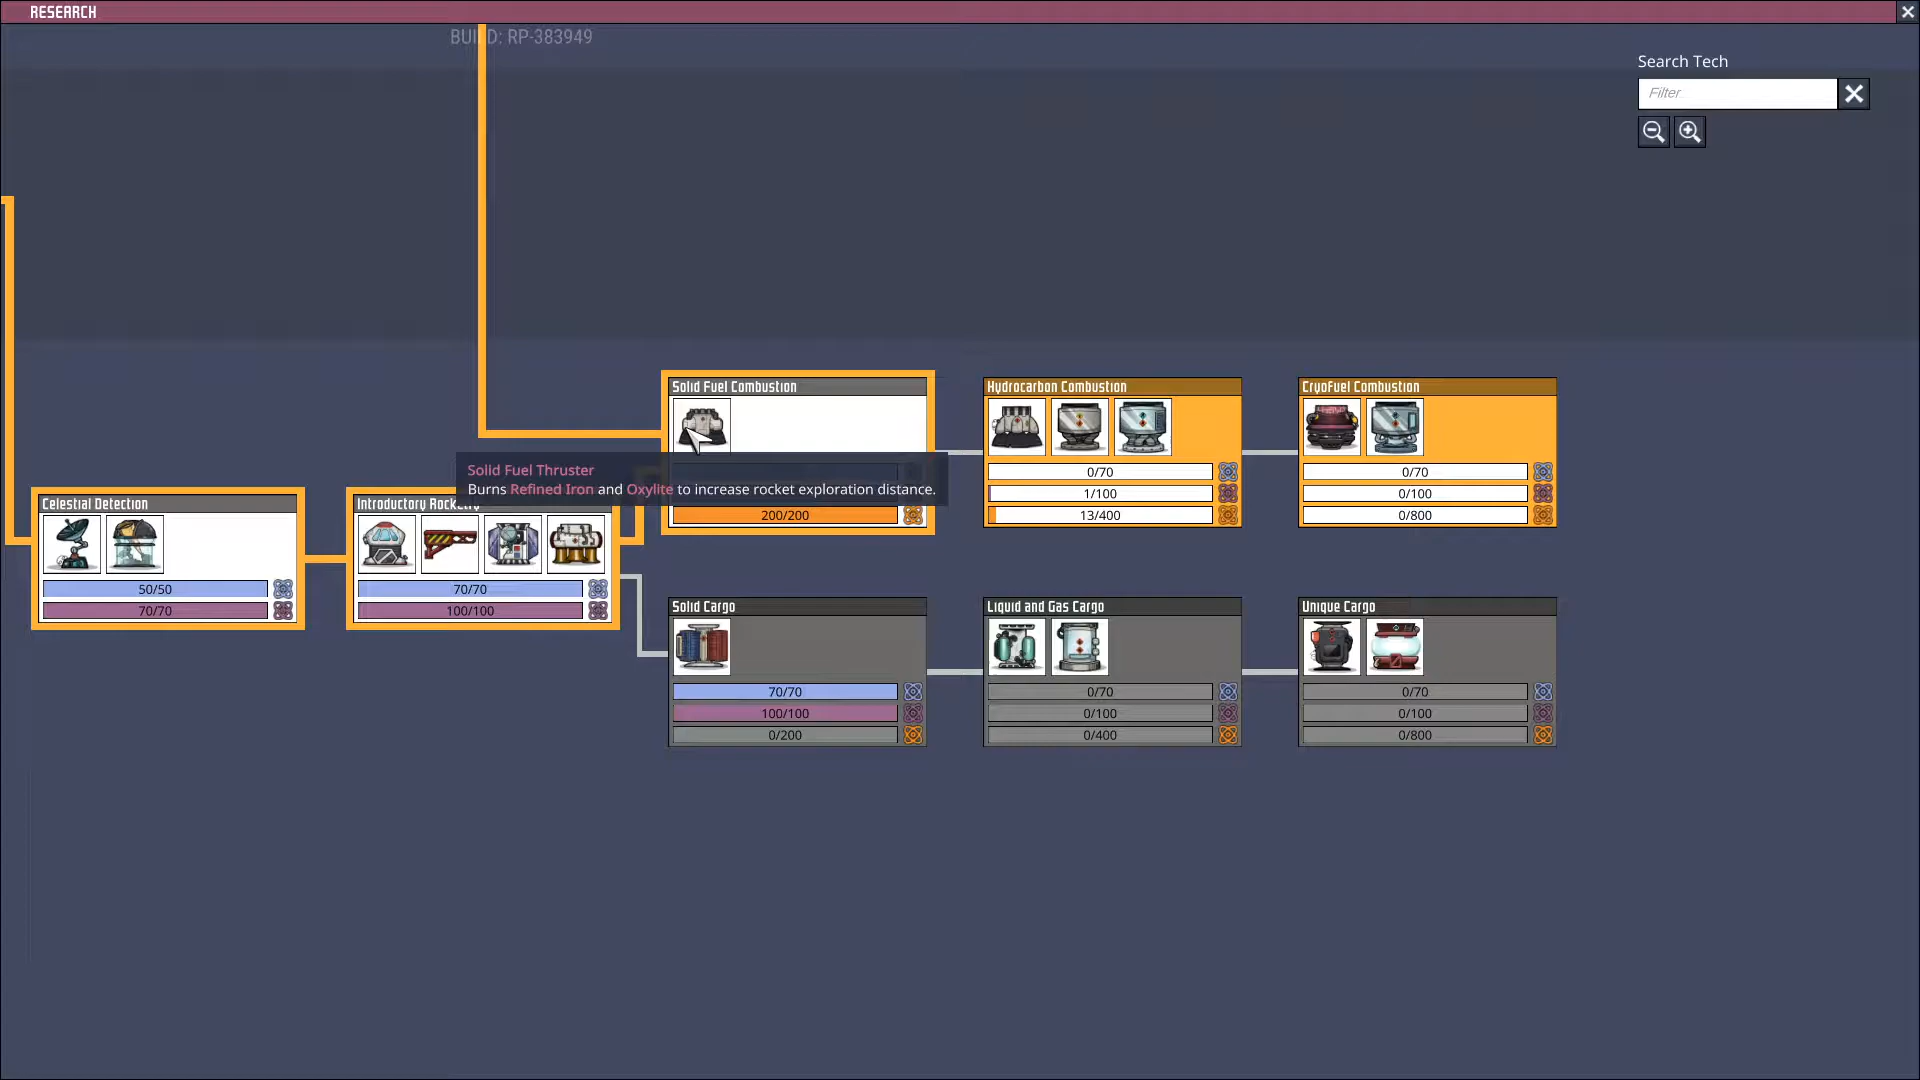 RESEARCH
BUILD: RP-383949
Search Tech
Filter
Solid Fuel Combustion
Hydrocarbon Combustion
CryoFuel Combustion
Solid Fuel Thruster
Burns Refined Iron and Oxylite to increase rocket exploration distance.
200/200
0/70
1/100
13/400
0/70
0/100
0/800
Celestial Detection
50/50
70/70
Introductory Rocketry
70/70
100/100
Solid Cargo
70/70
100/100
0/200
Liquid and Gas Cargo
0/70
0/100
0/400
Unique Cargo
0/70
0/100
0/800